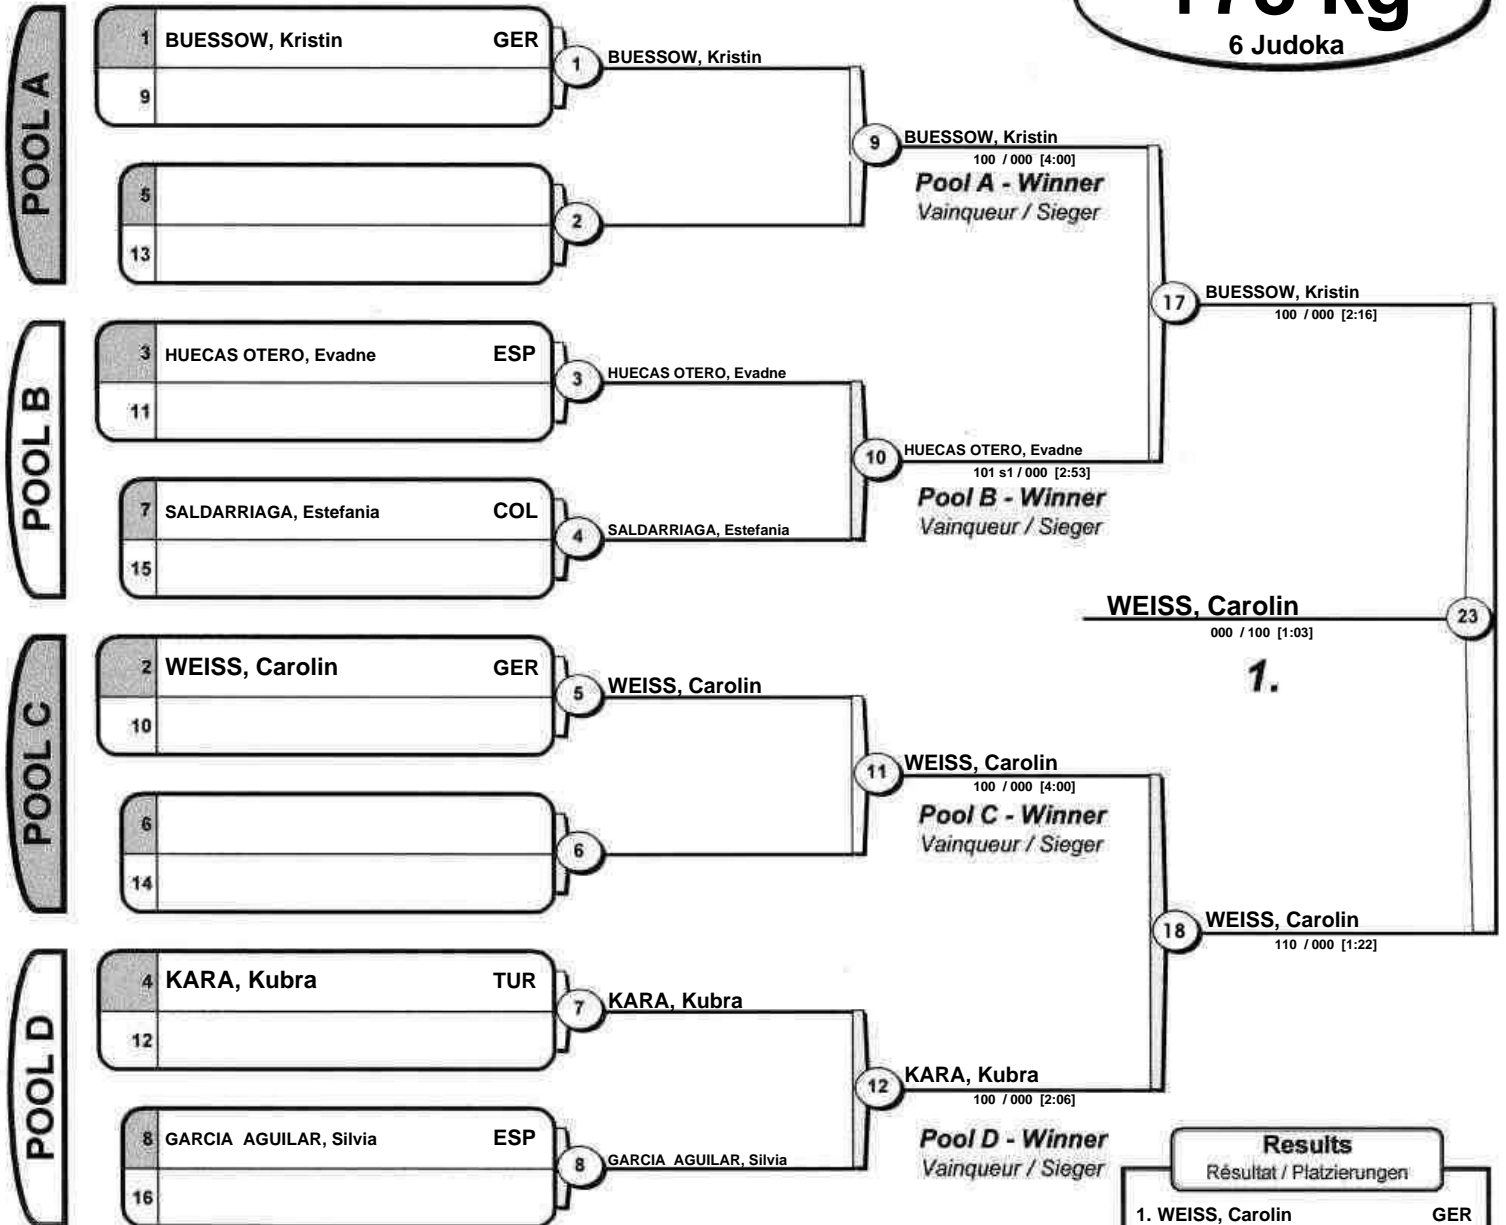 6 Judoka
POOL A
1 BUESSOW, Kristin GER
9
1 BUESSOW, Kristin
5
13
2
9 BUESSOW, Kristin
100 / 000 [4:00]
Pool A - Winner
Vainqueur / Sieger
17 BUESSOW, Kristin
100 / 000 [2:16]
POOL B
3 HUECAS OTERO, Evadne ESP
11
3 HUECAS OTERO, Evadne
7 SALDARRIAGA, Estefania COL
15
4 SALDARRIAGA, Estefania
10 HUECAS OTERO, Evadne
101 s1 / 000 [2:53]
Pool B - Winner
Vainqueur / Sieger
WEISS, Carolin 23
000 / 100 [1:03]
1.
POOL C
2 WEISS, Carolin GER
10
5 WEISS, Carolin
6
14
6
11 WEISS, Carolin
100 / 000 [4:00]
Pool C - Winner
Vainqueur / Sieger
18 WEISS, Carolin
110 / 000 [1:22]
POOL D
4 KARA, Kubra TUR
12
7 KARA, Kubra
8 GARCIA AGUILAR, Silvia ESP
16
8 GARCIA AGUILAR, Silvia
12 KARA, Kubra
100 / 000 [2:06]
Pool D - Winner
Vainqueur / Sieger
Results
Résultat / Platzierungen
1. WEISS, Carolin GER